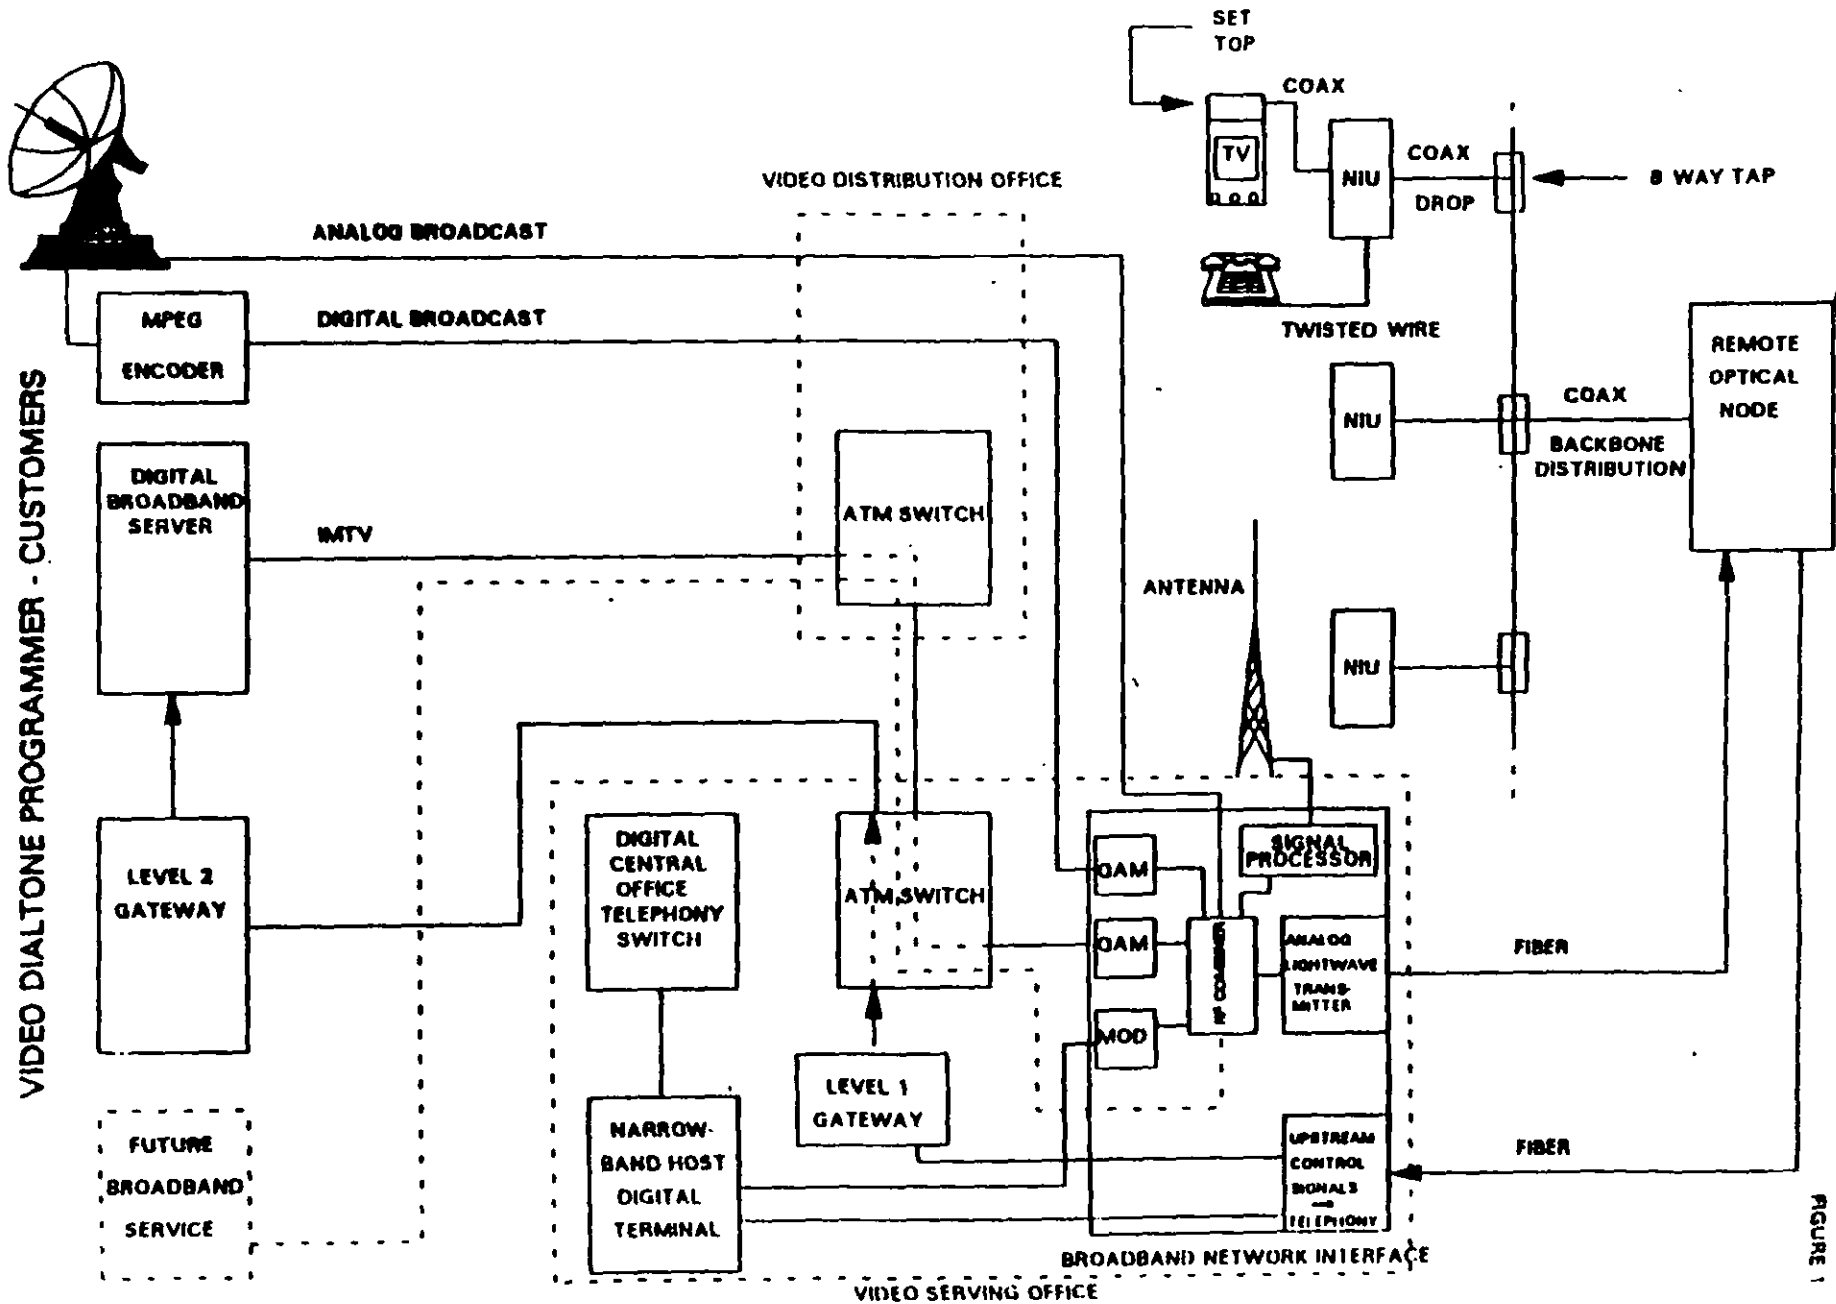 SET
TOP
COAX
TV
NIU
COAX
DROP
8 WAY TAP
VIDEO DISTRIBUTION OFFICE
ANALOG BROADCAST
TWISTED WIRE
MPEG
ENCODER
DIGITAL BROADCAST
REMOTE
OPTICAL
NODE
NIU
COAX
BACKBONE
DISTRIBUTION
VIDEO DIALTONE PROGRAMMER - CUSTOMERS
DIGITAL
BROADBAND
SERVER
IMTV
ATM SWITCH
ANTENNA
NIU
LEVEL 2
GATEWAY
DIGITAL
CENTRAL
OFFICE
TELEPHONY
SWITCH
ATM SWITCH
QAM
QAM
MOD
RF COMBINER
SIGNAL
PROCESSOR
ANALOG
LIGHTWAVE
TRANS-
MITTER
FIBER
LEVEL 1
GATEWAY
NARROW-
BAND HOST
DIGITAL
TERMINAL
UPSTREAM
CONTROL
SIGNALS
TELEPHONY
FIBER
FUTURE
BROADBAND
SERVICE
BROADBAND NETWORK INTERFACE
VIDEO SERVING OFFICE
FIGURE 1